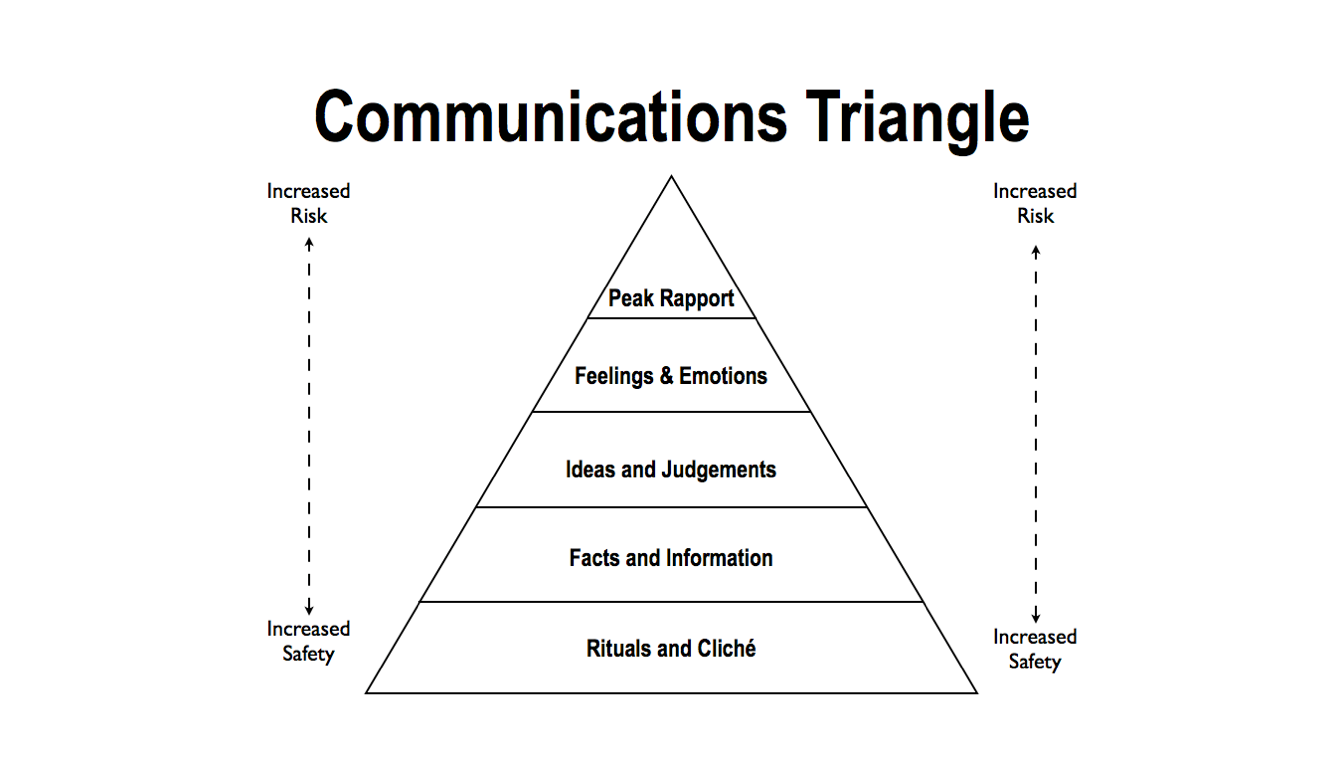 Communications Triangle
Increased
Risk
Increased
Risk
Peak Rapport
Feelings & Emotions
Ideas and Judgements
Facts and Information
Rituals and Cliché
Increased
Safety
Increased
Safety